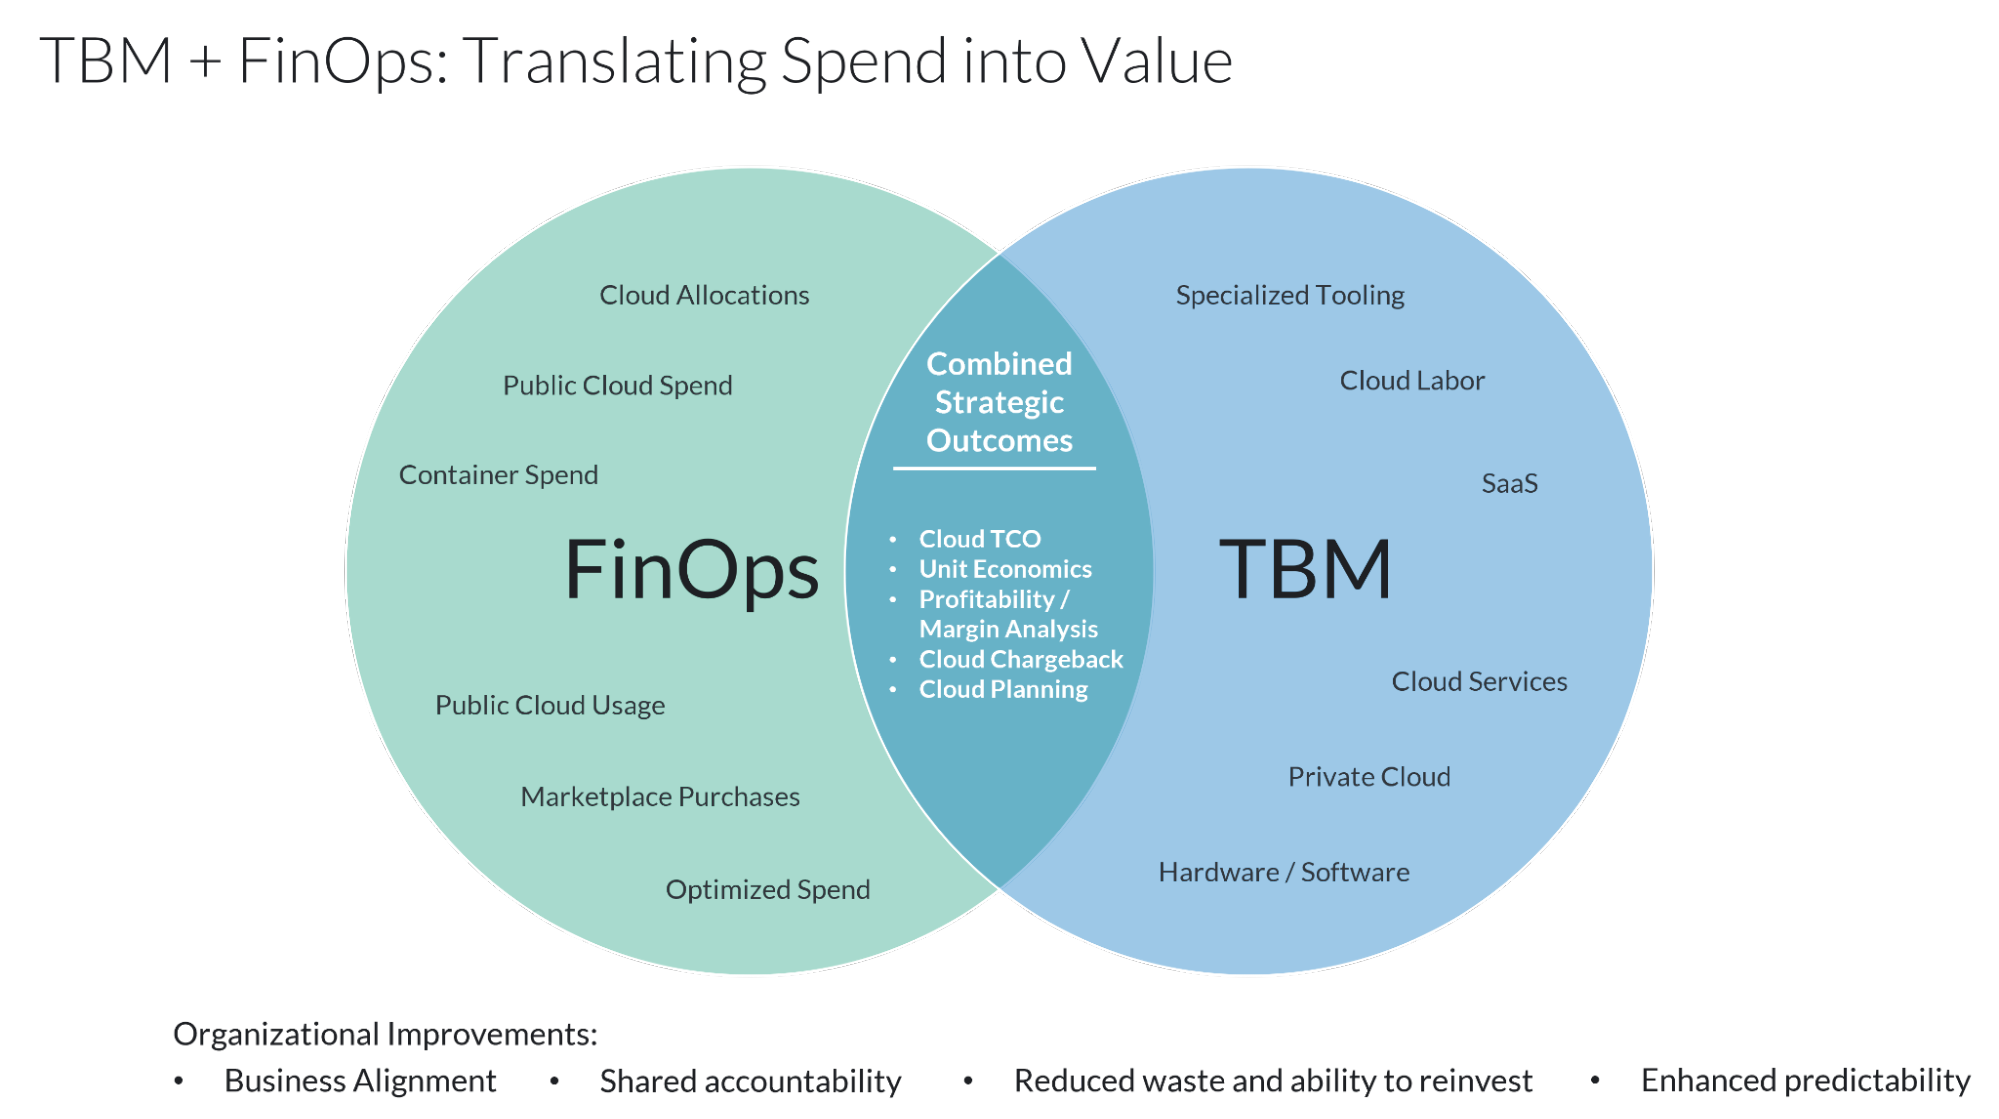 TBM + FinOps: Translating Spend into Value
Cloud Allocations
Public Cloud Spend
Container Spend
FinOps
Public Cloud Usage
Marketplace Purchases
Optimized Spend
Combined
Strategic
Outcomes
• Cloud TCO
• Unit Economics
• Profitability /
Margin Analysis
• Cloud Chargeback
• Cloud Planning
Specialized Tooling
Cloud Labor
SaaS
TBM
Cloud Services
Private Cloud
Hardware / Software
Organizational Improvements:
• Business Alignment • Shared accountability • Reduced waste and ability to reinvest • Enhanced predictability